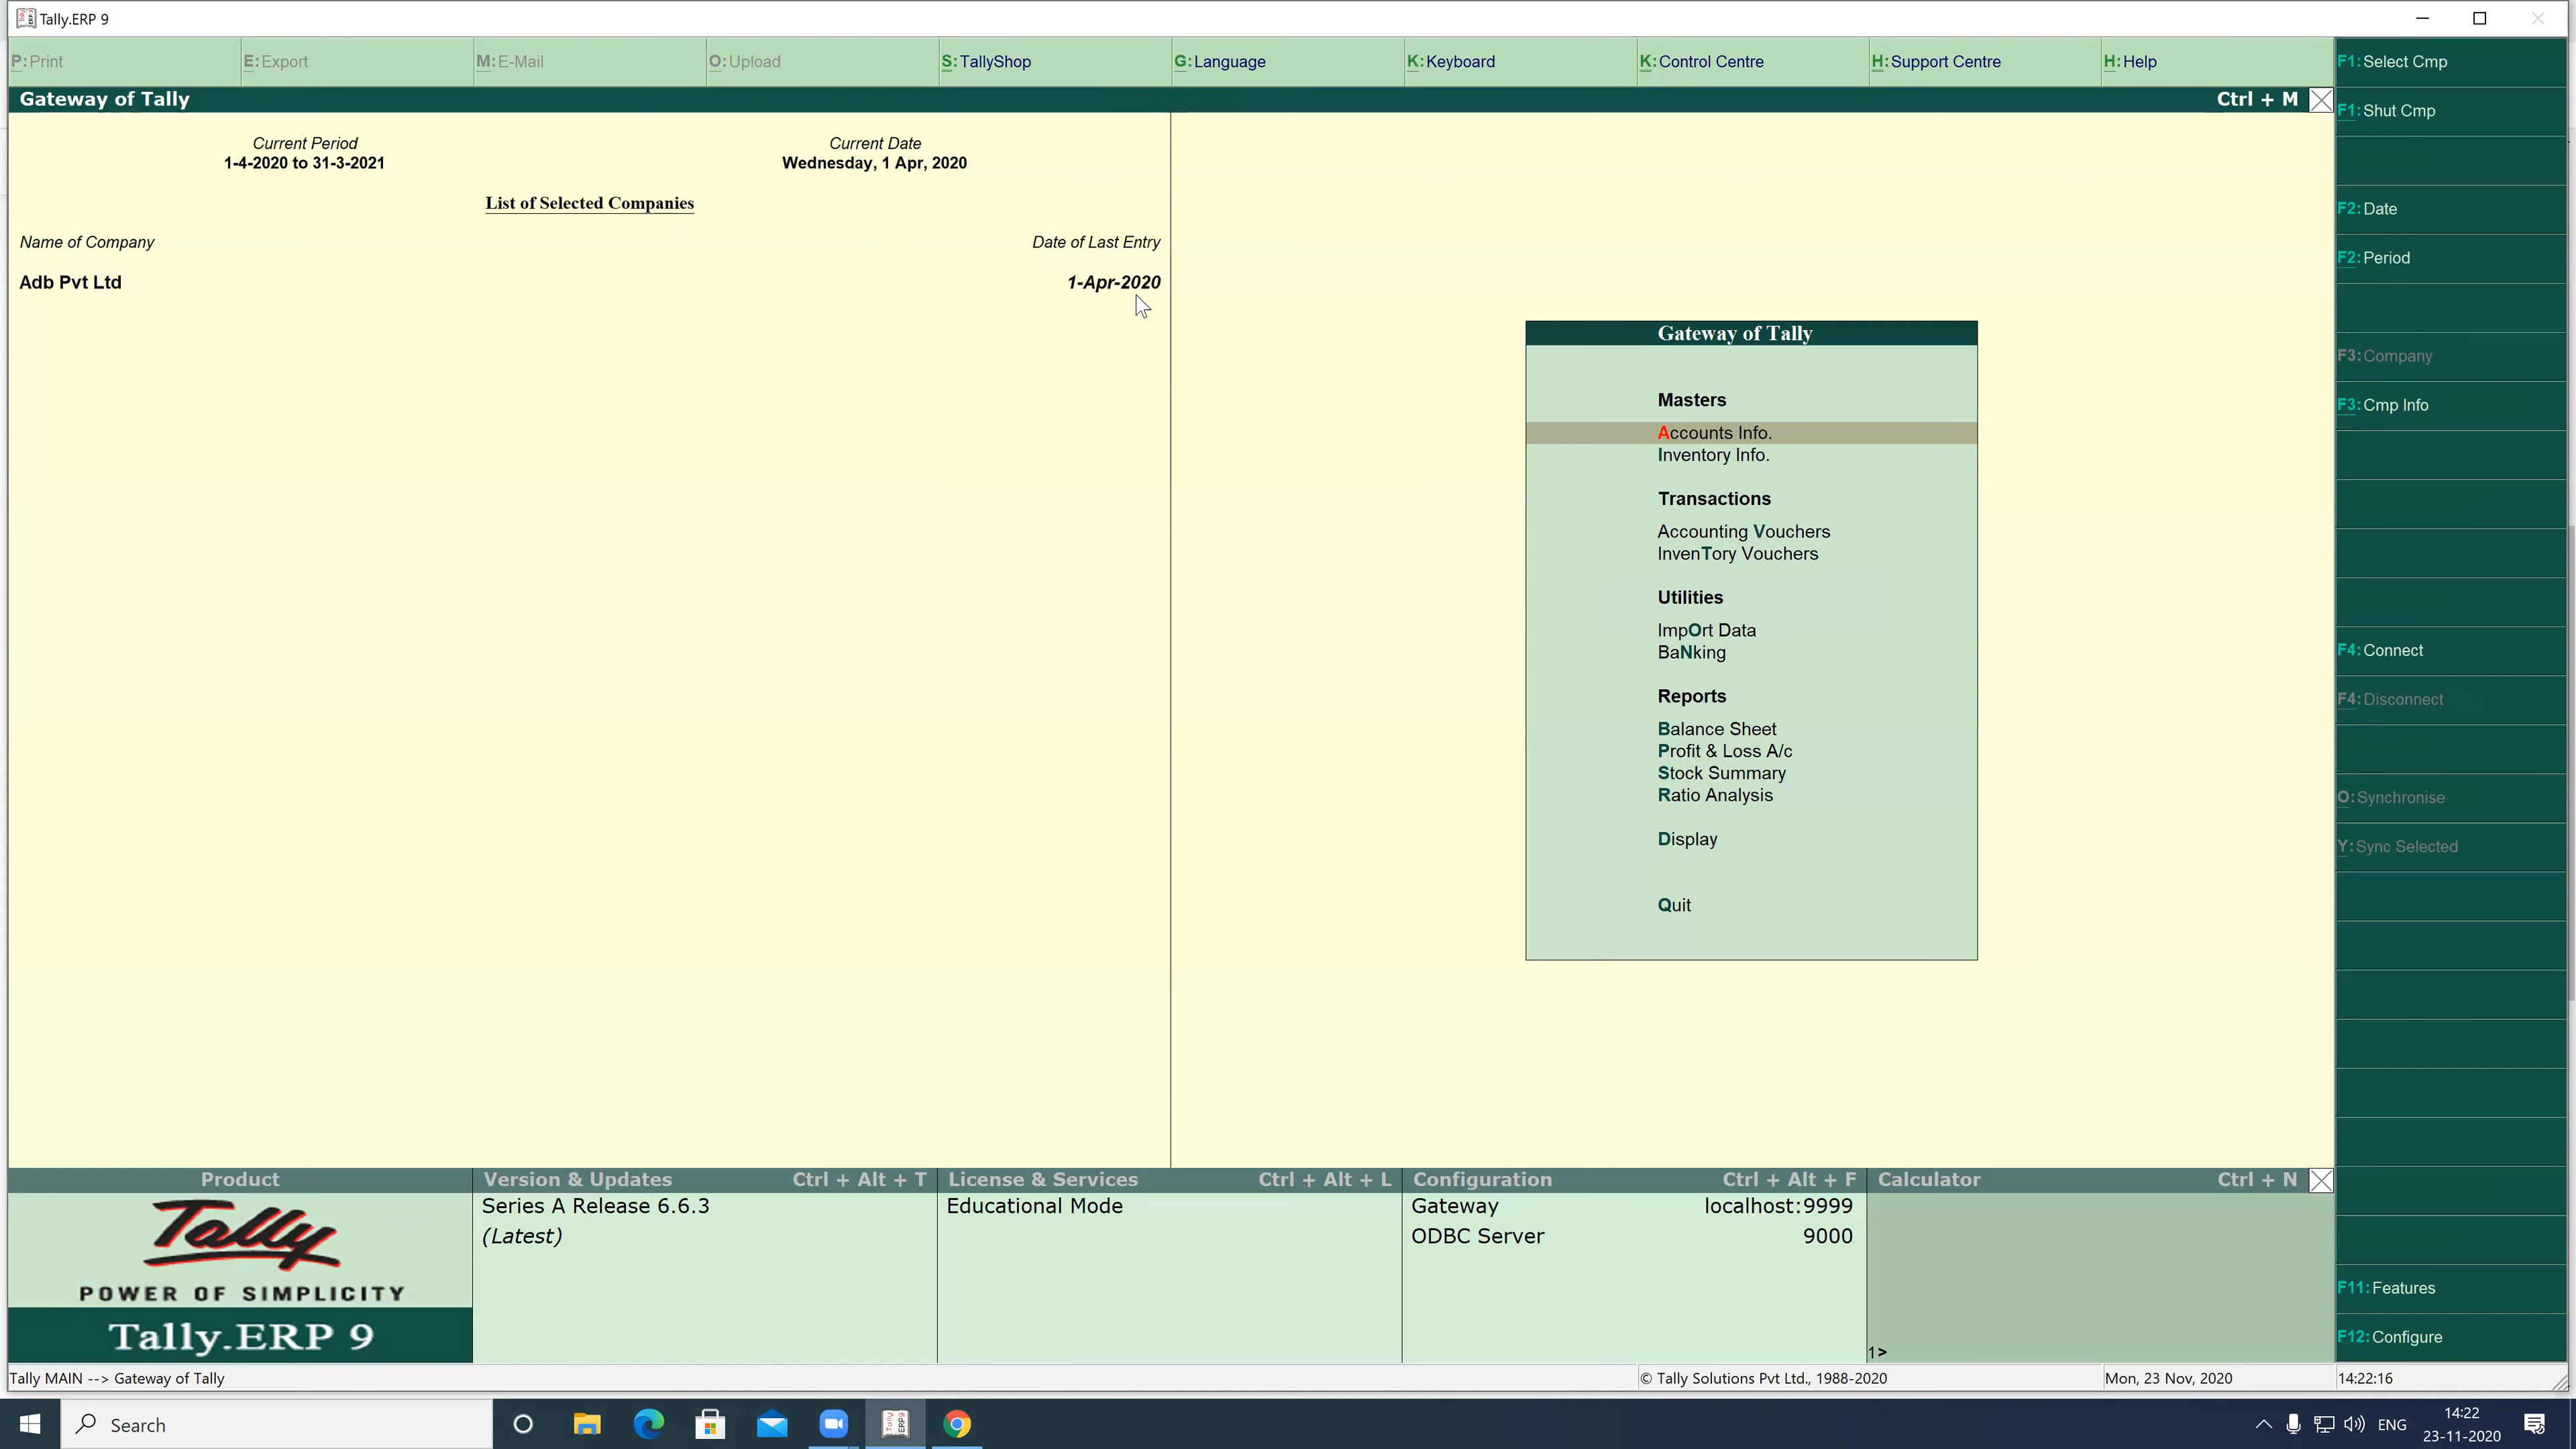 Tally.ERP 9
P:Print
E:Export
M:E-Mail
O:Upload
S:TallyShop
G:Language
K:Keyboard
K:Control Centre
H:Support Centre
H:Help
Gateway of Tally
Ctrl + M
Current Period
1-4-2020 to 31-3-2021
Current Date
Wednesday, 1 Apr, 2020
List of Selected Companies
Name of Company
Date of Last Entry
Adb Pvt Ltd
1-Apr-2020
Gateway of Tally
Masters
Accounts Info.
Inventory Info.
Transactions
Accounting Vouchers
InvenTory Vouchers
Utilities
ImpOrt Data
BaNking
Reports
Balance Sheet
Profit & Loss A/c
Stock Summary
Ratio Analysis
Display
Quit
F1:Select Cmp
F1:Shut Cmp
F2:Date
F2:Period
F3:Company
F3:Cmp Info
F4:Connect
F4:Disconnect
O:Synchronise
Y:Sync Selected
F11:Features
F12:Configure
Product
Tally
POWER OF SIMPLICITY
Tally.ERP 9
Version & Updates Ctrl + Alt + T
Series A Release 6.6.3
(Latest)
License & Services Ctrl + Alt + L
Educational Mode
Configuration Ctrl + Alt + F
Gateway localhost:9999
ODBC Server 9000
Calculator Ctrl + N
1>
Tally MAIN --> Gateway of Tally
© Tally Solutions Pvt Ltd., 1988-2020
Mon, 23 Nov, 2020
14:22:16
Search
ENG
14:22
23-11-2020